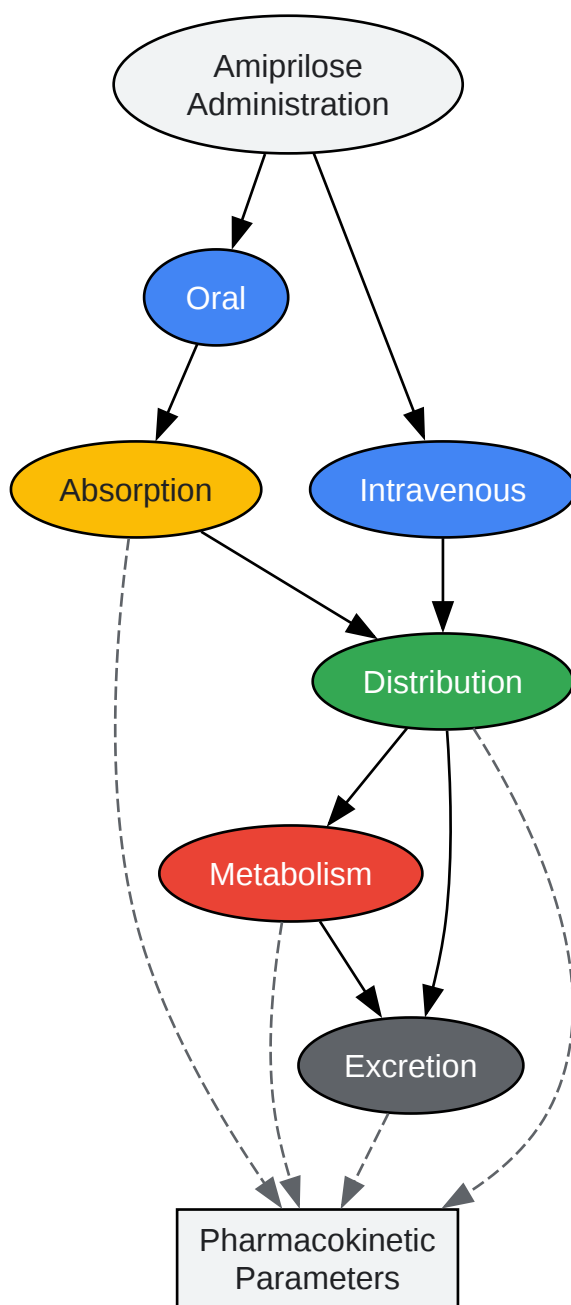 Amiprilose
Administration
Oral
Absorption
Intravenous
Distribution
Metabolism
Excretion
Pharmacokinetic
Parameters